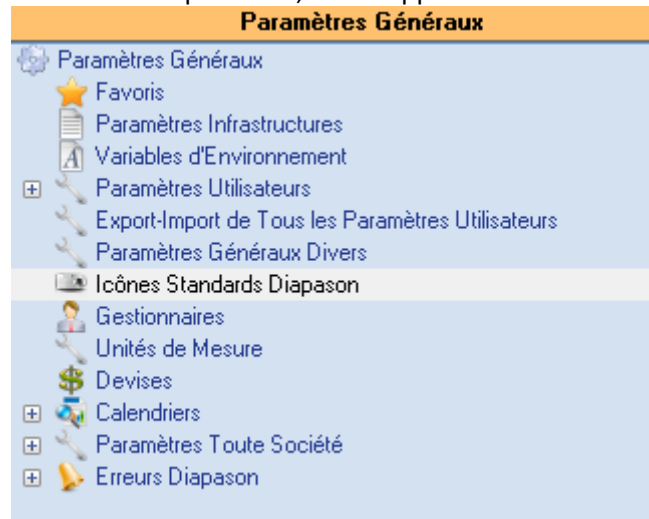 Paramètres Généraux
Paramètres Généraux
Favoris
Paramètres Infrastructures
A Variables d'Environnement
Paramètres Utilisateurs
Export-Import de Tous les Paramètres Utilisateurs
Paramètres Généraux Divers
Icônes Standards Diapason
Gestionnaires
Unités de Mesure
$ Devises
Calendriers
Paramètres Toute Société
Erreurs Diapason